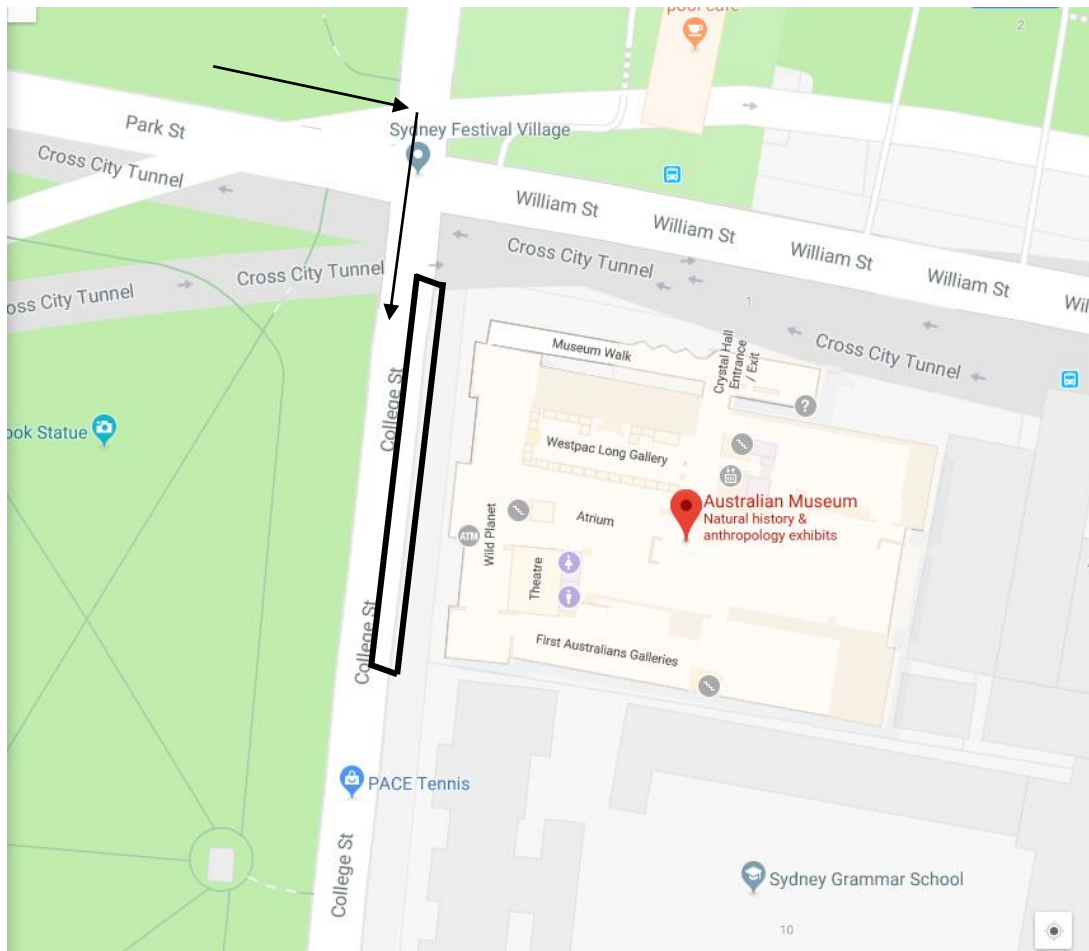 pool cafe
2
Sydney Festival Village
Park St
Cross City Tunnel
William St
William St
William St
William St
Wil
Cross City Tunnel
Cross City Tunnel
Cross City Tunnel
oss City Tunnel
1
Cross City Tunnel
Museum Walk
Crystal Hall
Entrance
/ Exit
?
College St
ook Statue
Westpac Long Gallery
Australian Museum
Natural history &
anthropology exhibits
Atrium
Wild Planet
ATM
Theatre
College St
First Australians Galleries
PACE Tennis
College St
Sydney Grammar School
10